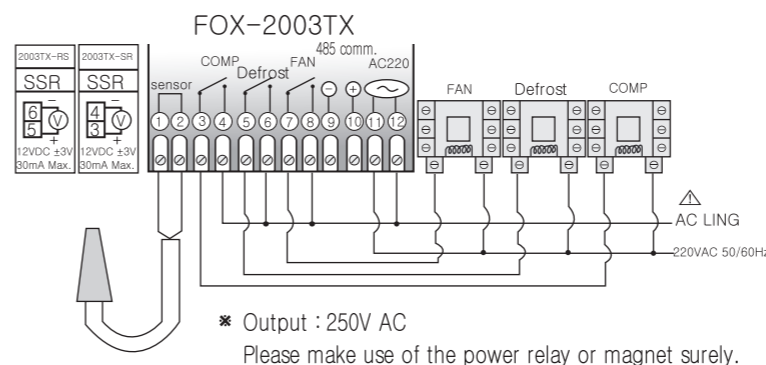 FOX-2003TX
2003TX-RS
SSR
6
5
−
V
+
12VDC ±3V
30mA Max.
2003TX-SR
SSR
4
3
−
V
+
12VDC ±3V
30mA Max.
sensor
COMP
Defrost
FAN
485 comm.
AC220
− +
1 2 3 4 5 6 7 8 9 10 11 12
FAN
Defrost
COMP
AC LING
220VAC 50/60Hz
※ Output : 250V AC
Please make use of the power relay or magnet surely.